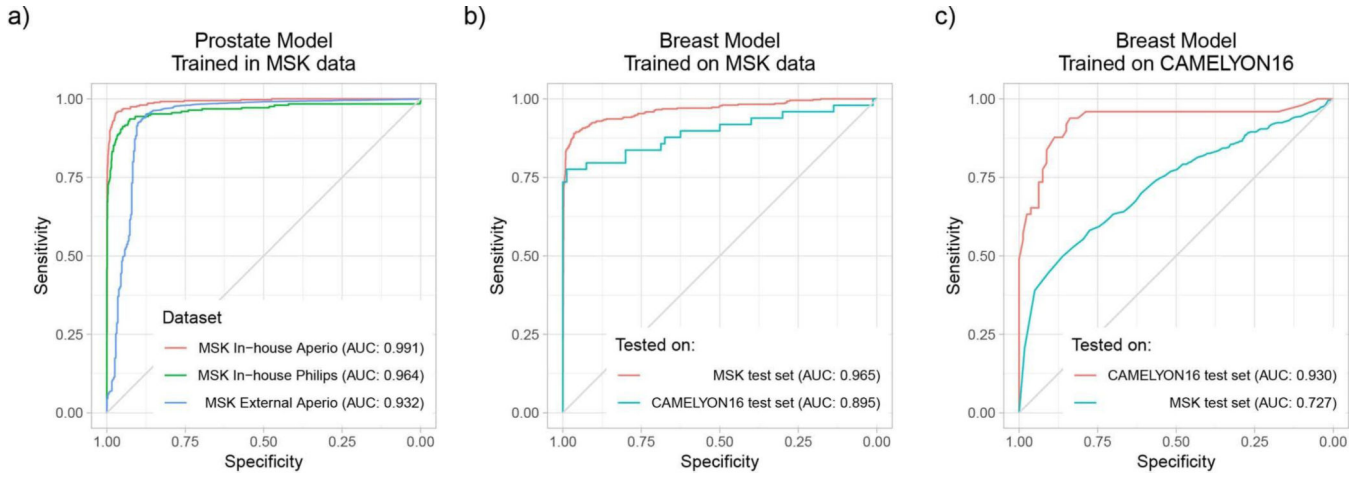 a)
Prostate Model
Trained in MSK data
1.00
0.75
0.50
0.25
0.00
Sensitivity
Dataset
MSK In-house Aperio (AUC: 0.991)
MSK In-house Philips (AUC: 0.964)
MSK External Aperio (AUC: 0.932)
1.00 0.75 0.50 0.25 0.00
Specificity
b)
Breast Model
Trained on MSK data
1.00
0.75
0.50
0.25
0.00
Sensitivity
Tested on:
MSK test set (AUC: 0.965)
CAMELYON16 test set (AUC: 0.895)
1.00 0.75 0.50 0.25 0.00
Specificity
c)
Breast Model
Trained on CAMELYON16
1.00
0.75
0.50
0.25
0.00
Sensitivity
Tested on:
CAMELYON16 test set (AUC: 0.930)
MSK test set (AUC: 0.727)
1.00 0.75 0.50 0.25 0.00
Specificity